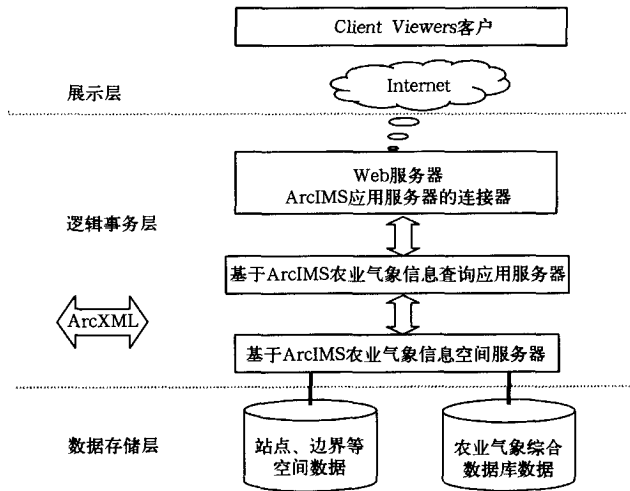 Client Viewers客户
Internet
展示层
Web服务器
ArcIMS应用服务器的连接器
逻辑事务层
基于ArcIMS农业气象信息查询应用服务器
ArcXML
基于ArcIMS农业气象信息空间服务器
数据存储层
站点、边界等
空间数据
农业气象综合
数据库数据